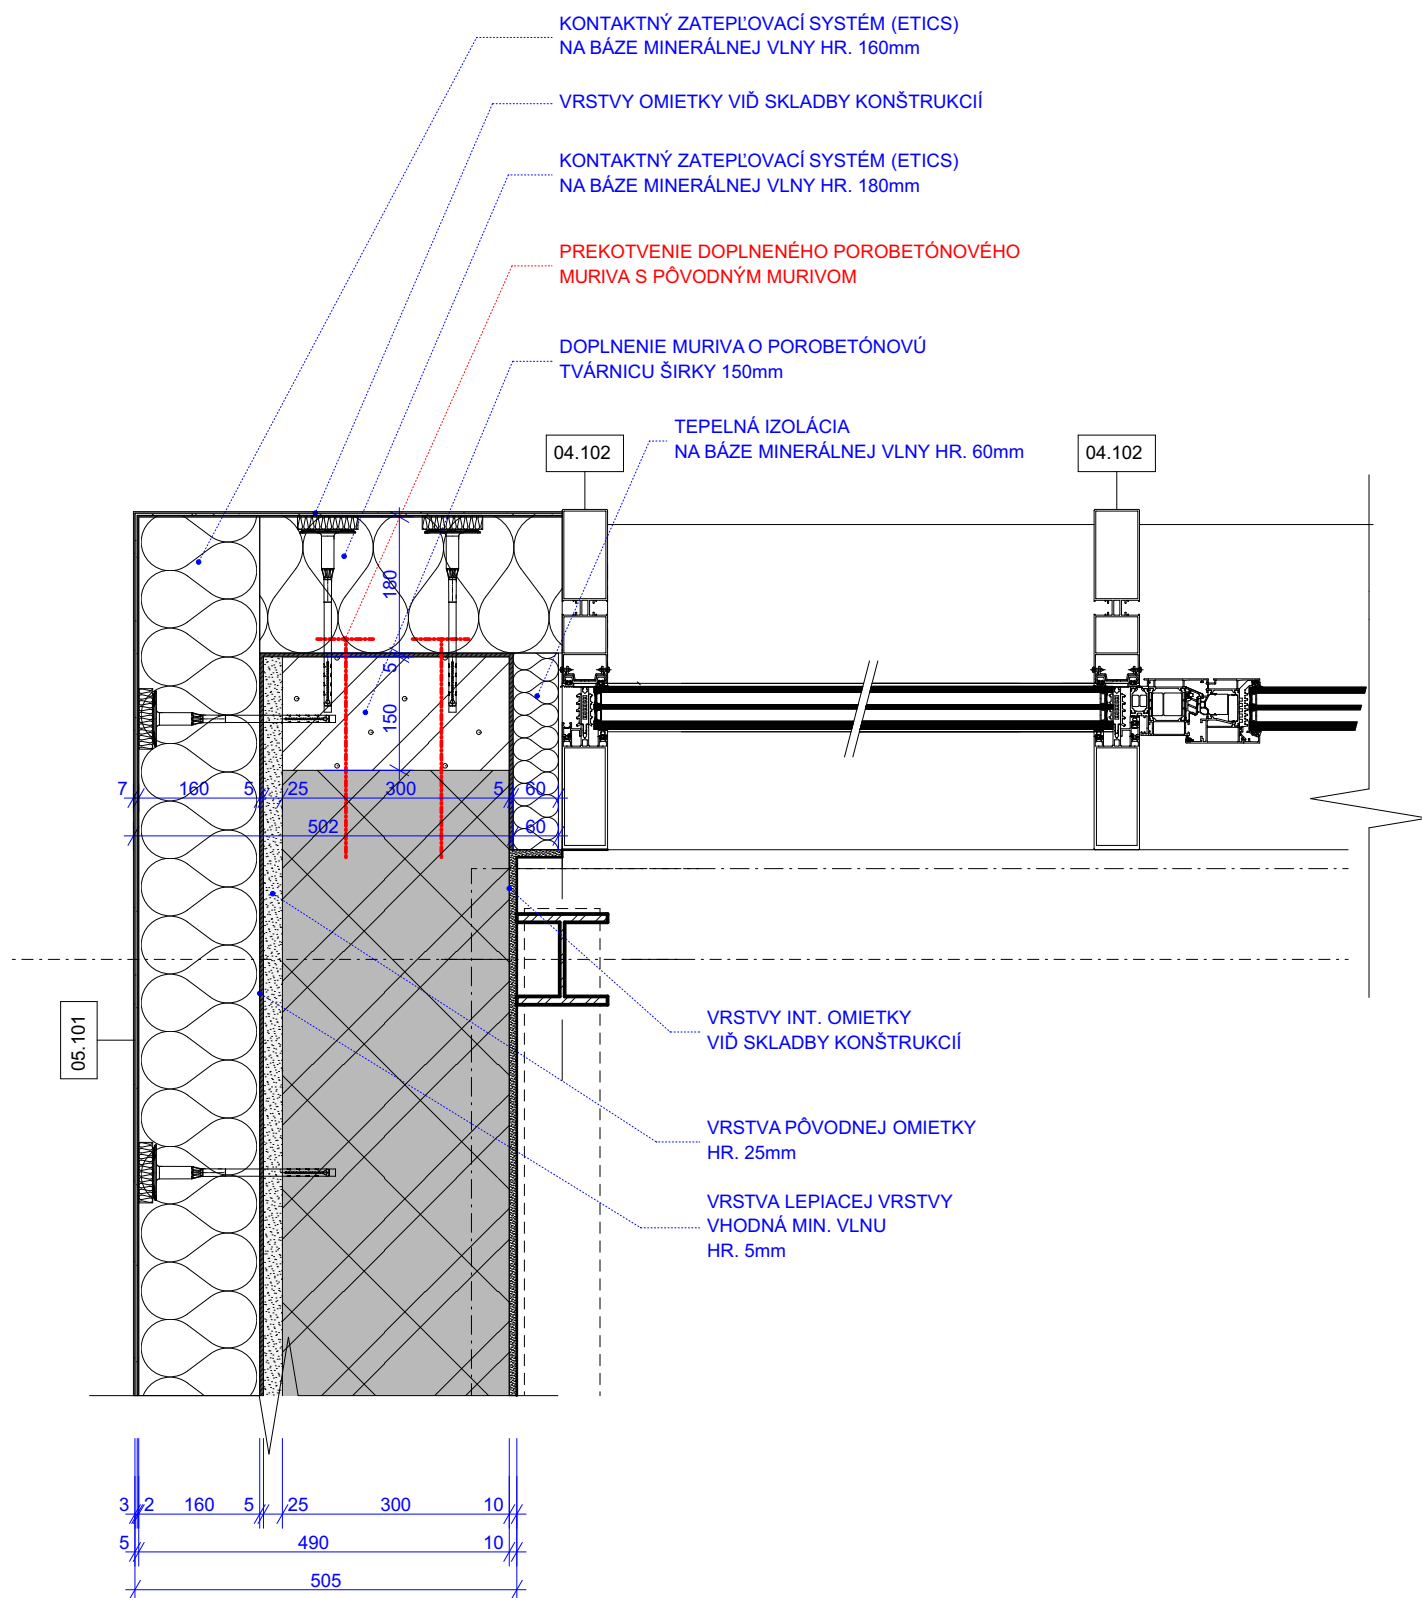 KONTAKTNÝ ZATEPĽOVACÍ SYSTÉM (ETICS)
NA BÁZE MINERÁLNEJ VLNY HR. 160mm
VRSTVY OMIETKY VIĎ SKLADBY KONŠTRUKCIÍ
KONTAKTNÝ ZATEPĽOVACÍ SYSTÉM (ETICS)
NA BÁZE MINERÁLNEJ VLNY HR. 180mm
PREKOTVENIE DOPLNENÉHO POROBETÓNOVÉHO
MURIVA S PÔVODNÝM MURIVOM
DOPLNENIE MURIVA O POROBETÓNOVÚ
TVÁRNICU ŠIRKY 150mm
TEPELNÁ IZOLÁCIA
NA BÁZE MINERÁLNEJ VLNY HR. 60mm
04.102
04.102
180
5
150
7 160 5 25 300 5 60
502 60
05.101
VRSTVY INT. OMIETKY
VIĎ SKLADBY KONŠTRUKCIÍ
VRSTVA PÔVODNEJ OMIETKY
HR. 25mm
VRSTVA LEPIACEJ VRSTVY
VHODNÁ MIN. VLNU
HR. 5mm
3 2 160 5 25 300 10
5 490 10
505